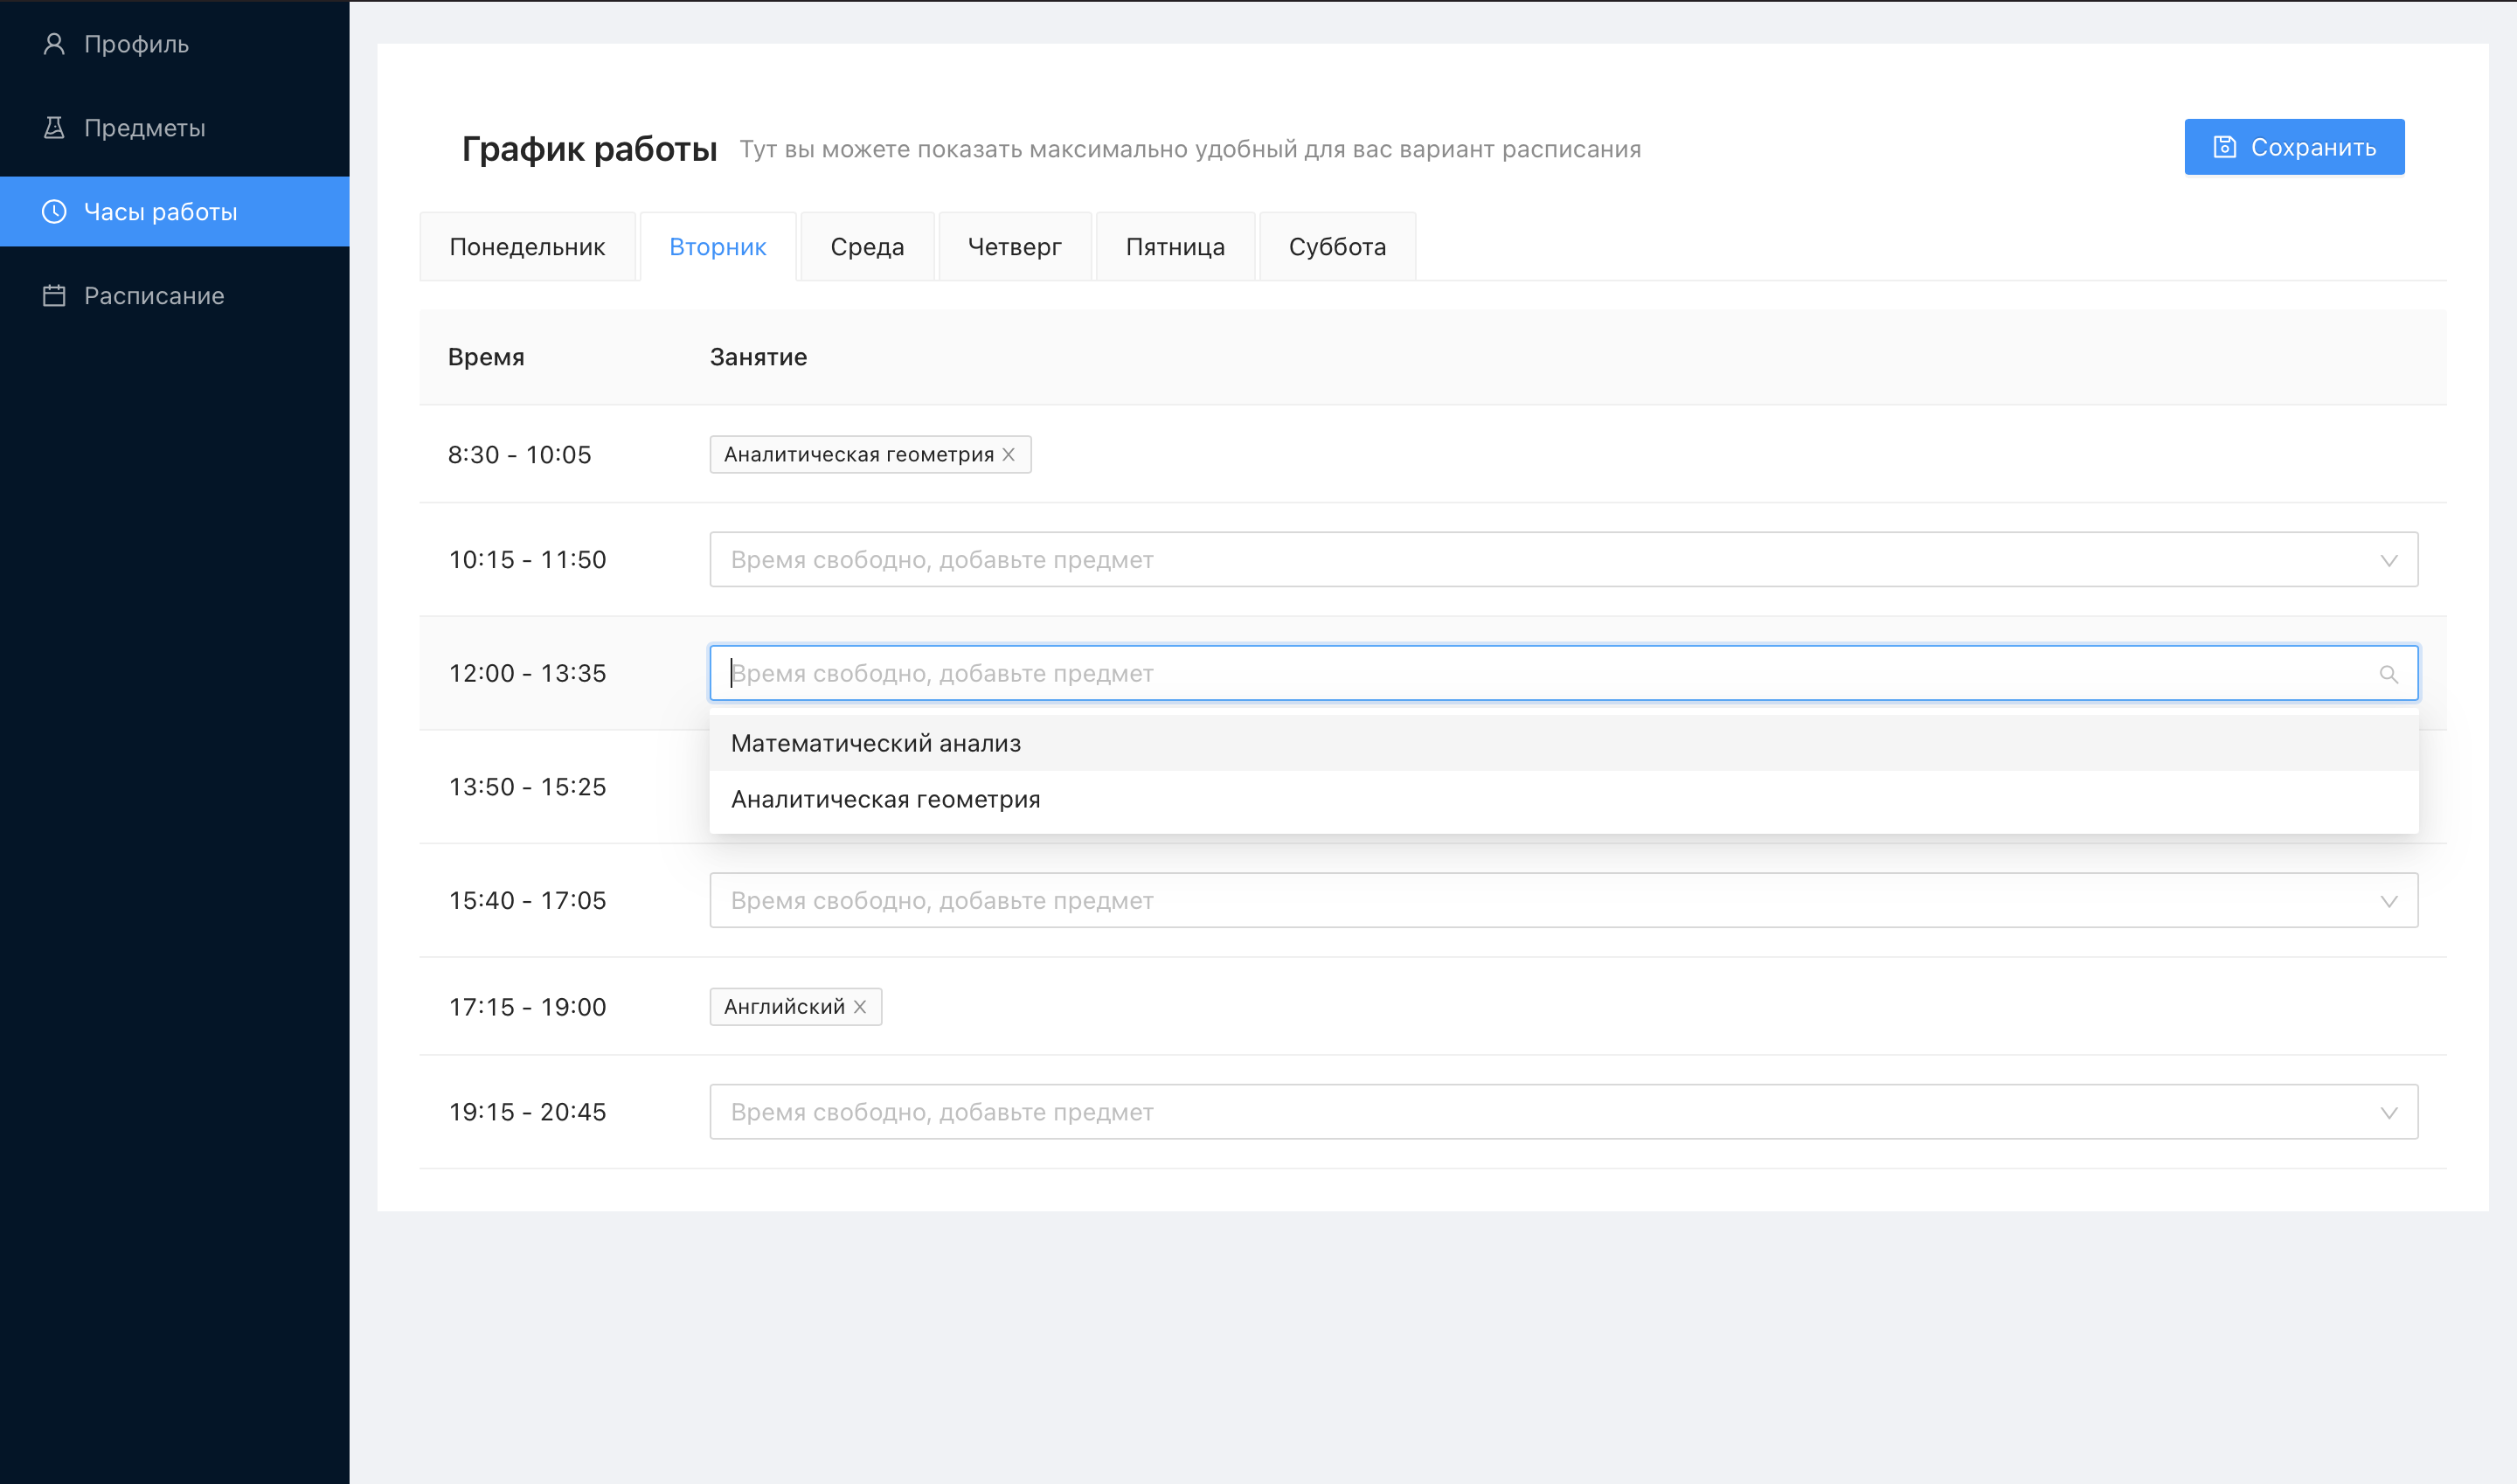 Профиль
Предметы
Часы работы
Расписание
График работы Тут вы можете показать максимально удобный для вас вариант расписания
Сохранить
Понедельник Вторник Среда Четверг Пятница Суббота
Время Занятие
8:30 - 10:05 Аналитическая геометрия
10:15 - 11:50 Время свободно, добавьте предмет
12:00 - 13:35 Время свободно, добавьте предмет
Математический анализ
13:50 - 15:25
Аналитическая геометрия
15:40 - 17:05 Время свободно, добавьте предмет
17:15 - 19:00 Английский
19:15 - 20:45 Время свободно, добавьте предмет